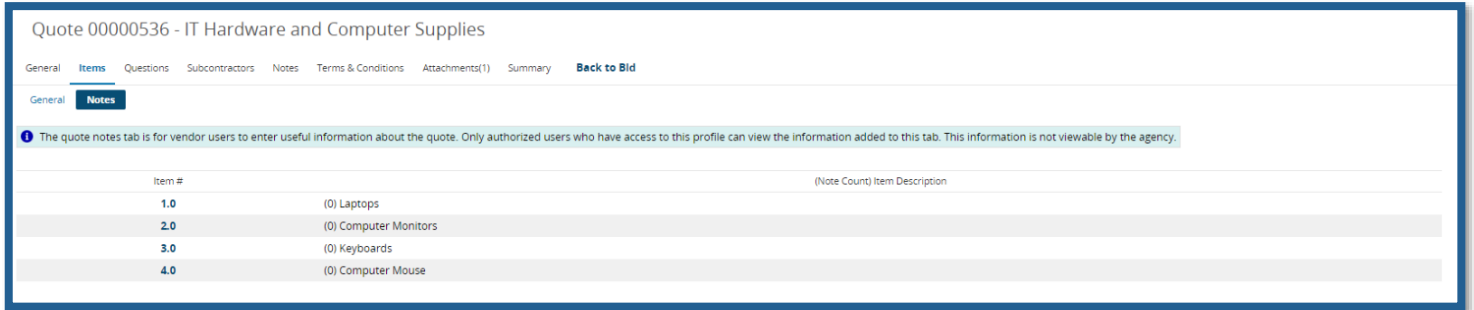 Quote 00000536 - IT Hardware and Computer Supplies
General Items Questions Subcontractors Notes Terms & Conditions Attachments(1) Summary Back to Bid
General Notes
The quote notes tab is for vendor users to enter useful information about the quote. Only authorized users who have access to this profile can view the information added to this tab. This information is not viewable by the agency.
Item # (Note Count) Item Description
1.0 (0) Laptops
2.0 (0) Computer Monitors
3.0 (0) Keyboards
4.0 (0) Computer Mouse